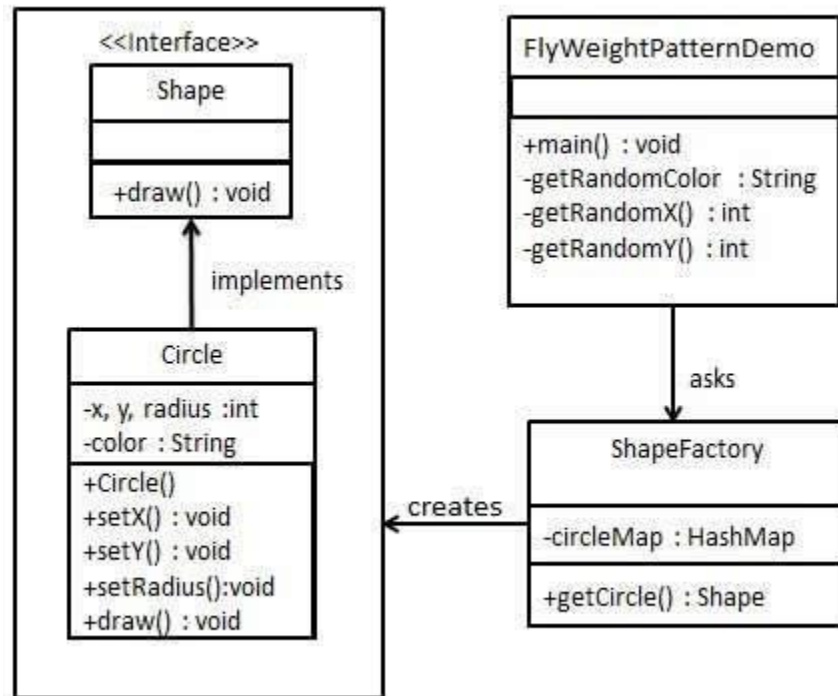 <<Interface>>
Shape
+draw() : void
implements
Circle
-x, y, radius :int
-color : String
+Circle()
+setX() : void
+setY() : void
+setRadius():void
+draw() : void
FlyWeightPatternDemo
+main() : void
-getRandomColor : String
-getRandomX() : int
-getRandomY() : int
asks
ShapeFactory
-circleMap : HashMap
+getCircle() : Shape
creates